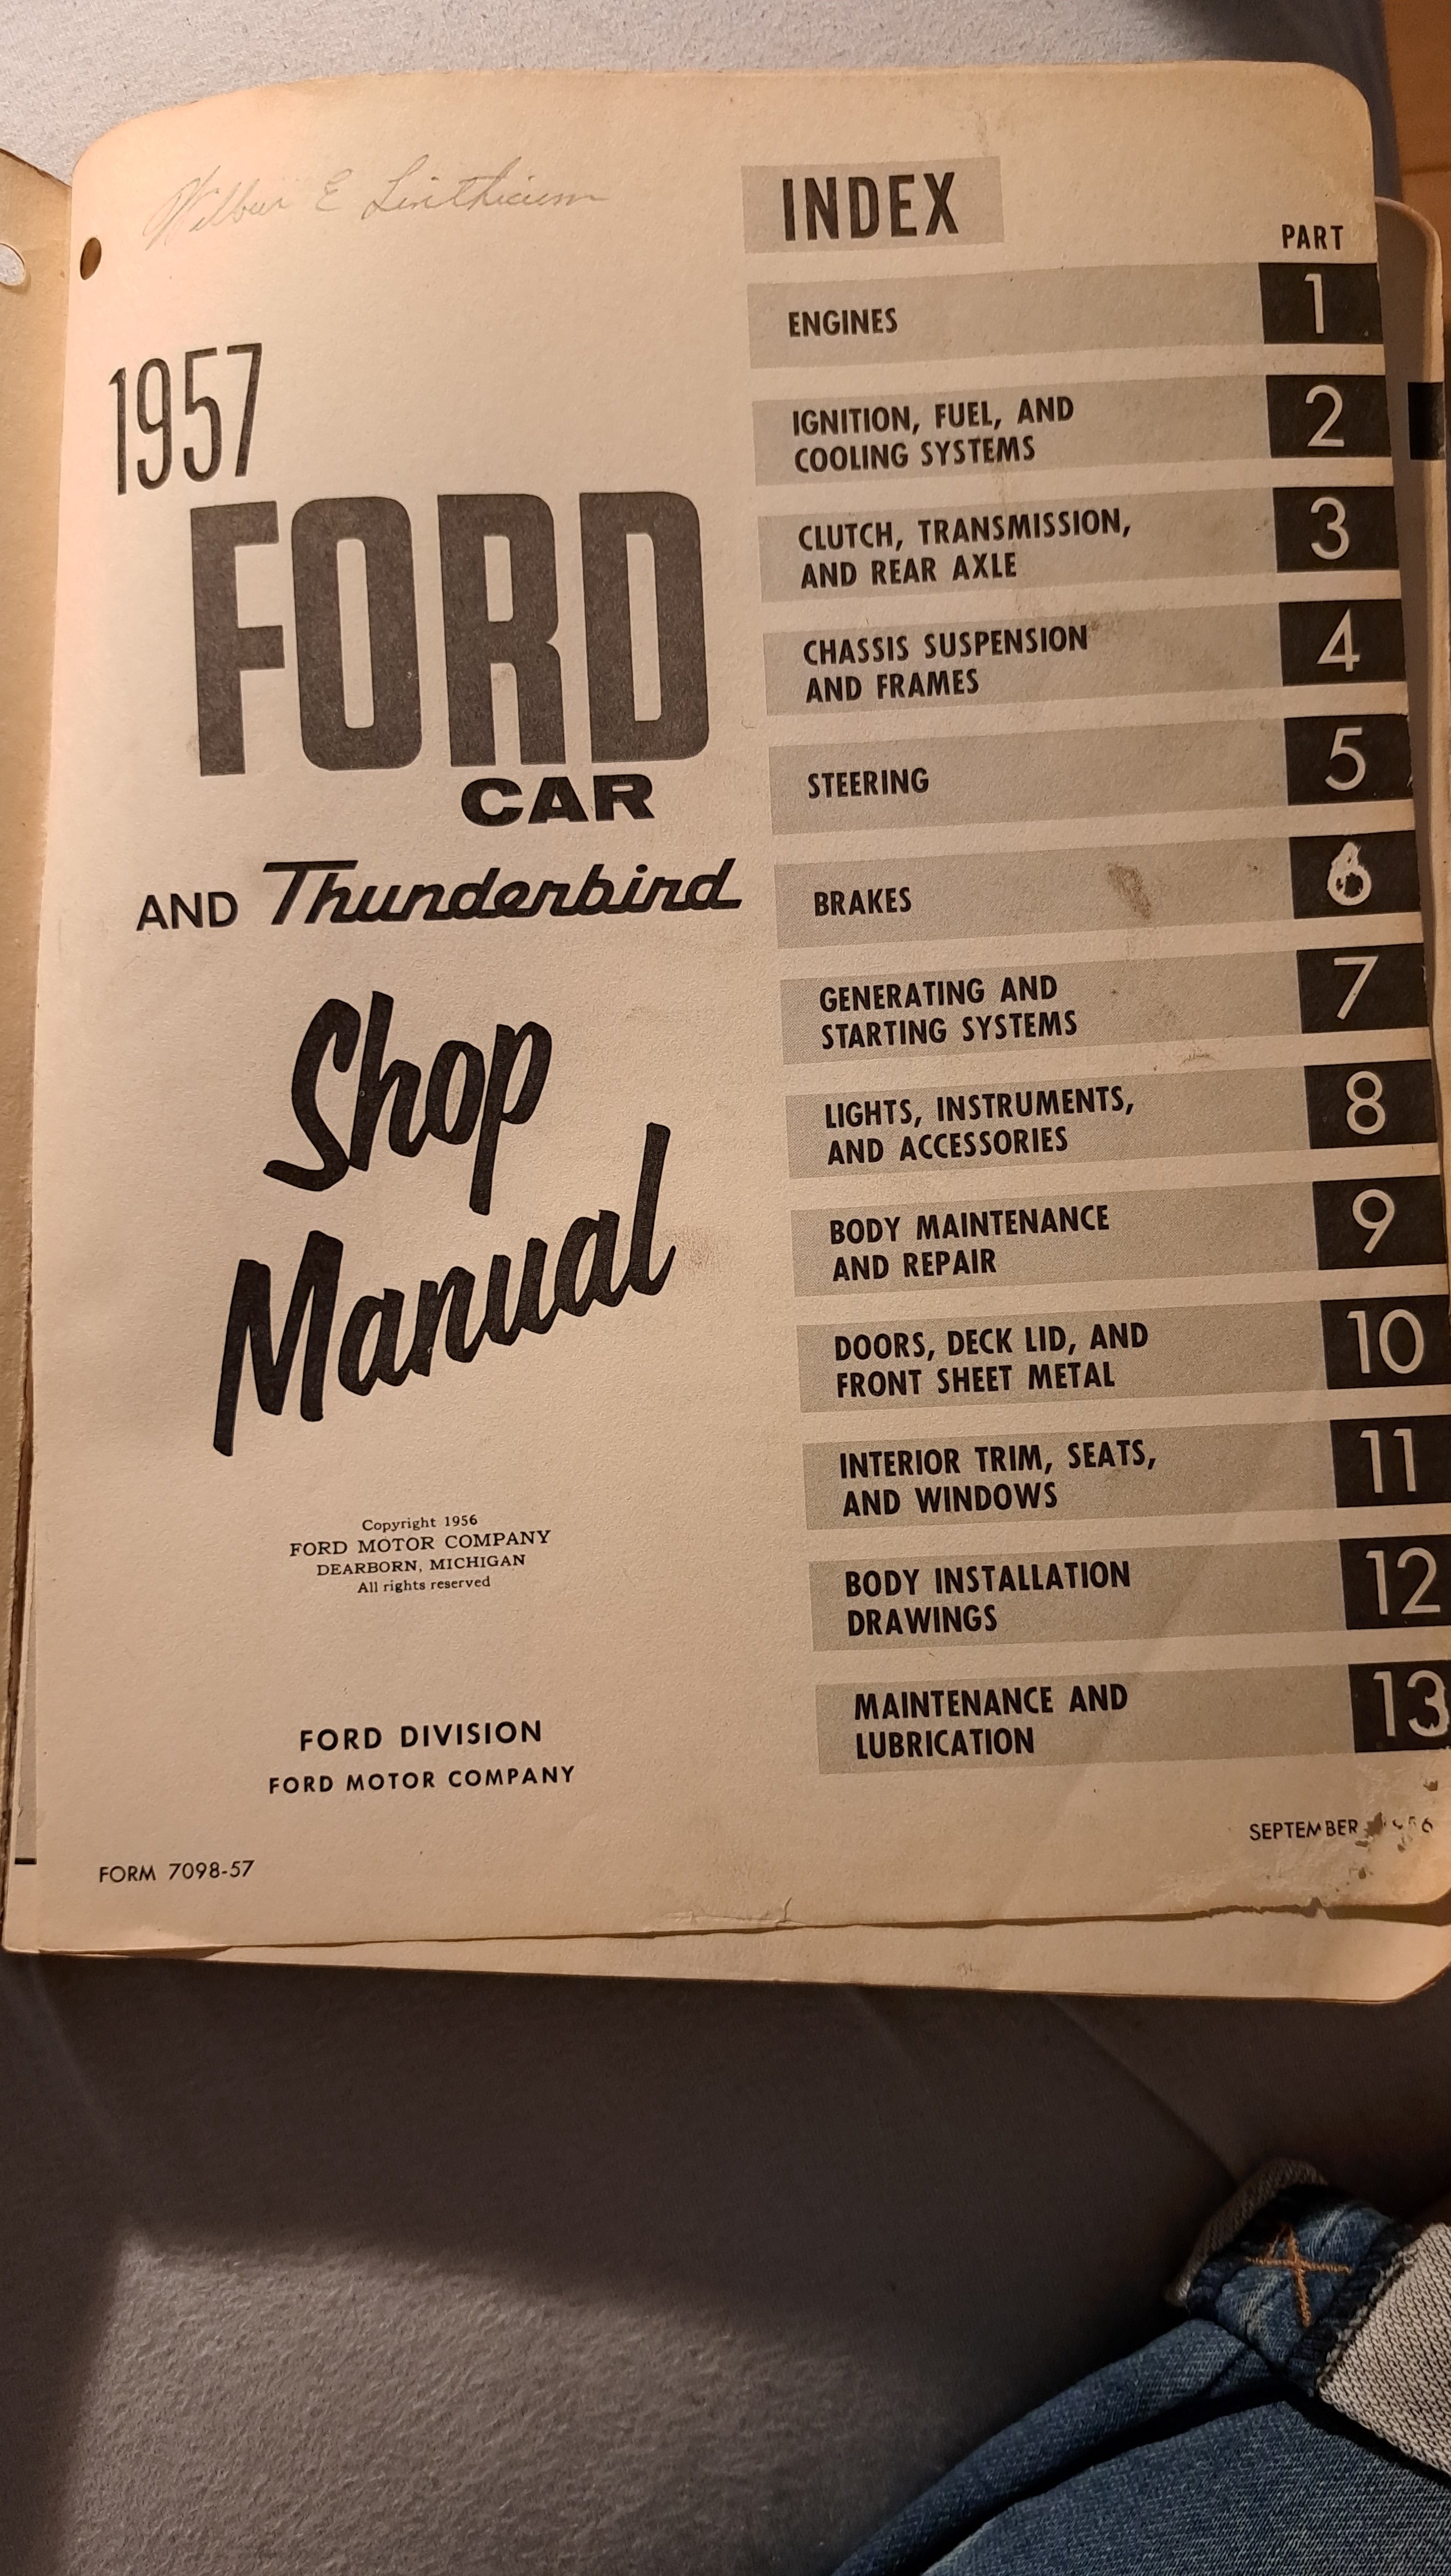 Wilbur E Linthicum
1957
FORD
CAR
AND Thunderbird
Shop
Manual
Copyright 1956
FORD MOTOR COMPANY
DEARBORN, MICHIGAN
All rights reserved
FORD DIVISION
FORD MOTOR COMPANY
FORM 7098-57
INDEX
PART
ENGINES 1
IGNITION, FUEL, AND
COOLING SYSTEMS 2
CLUTCH, TRANSMISSION,
AND REAR AXLE 3
CHASSIS SUSPENSION
AND FRAMES 4
STEERING 5
BRAKES 6
GENERATING AND
STARTING SYSTEMS 7
LIGHTS, INSTRUMENTS,
AND ACCESSORIES 8
BODY MAINTENANCE
AND REPAIR 9
DOORS, DECK LID, AND
FRONT SHEET METAL 10
INTERIOR TRIM, SEATS,
AND WINDOWS 11
BODY INSTALLATION
DRAWINGS 12
MAINTENANCE AND
LUBRICATION 13
SEPTEMBER 1956